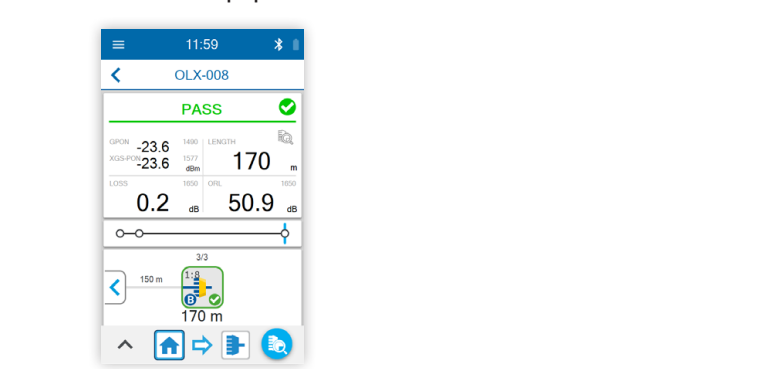 11:59
OLX-008
PASS
GPON -23.6 1490 LENGTH
XGS-PON -23.6 1577 dBm 170 m
LOSS 1650 ORL 1650
0.2 dB 50.9 dB
3/3
150 m
1:8
B
170 m